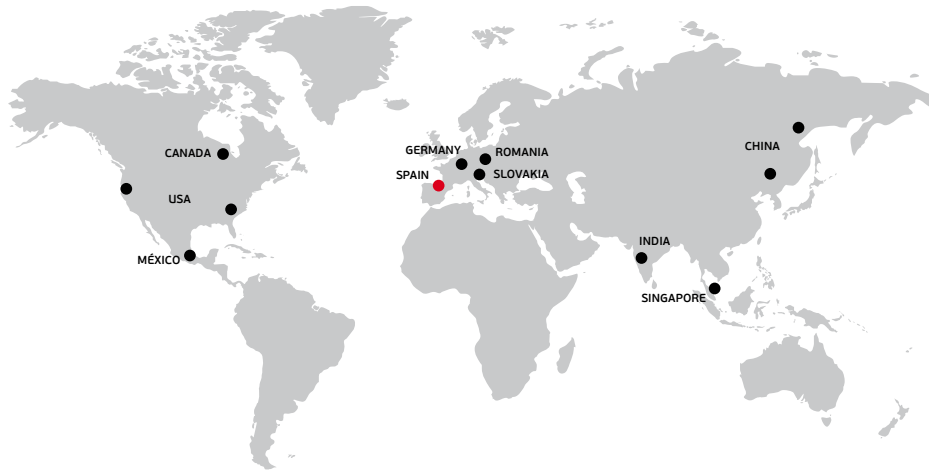 CHINA
GERMANY
ROMANIA
CANADA
SPAIN
SLOVAKIA
USA
INDIA
MÉXICO
SINGAPORE